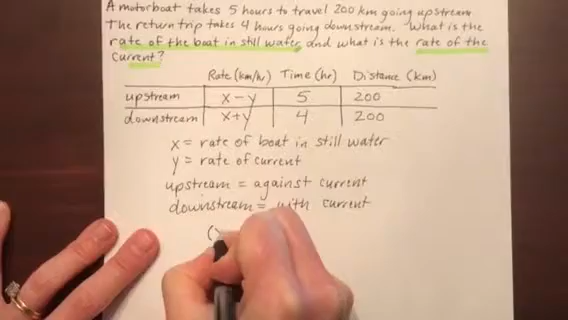 A motorboat takes 5 hours to travel 200 km going upstream.
The return trip takes 4 hours going downstream. What is the
rate of the boat in still water and what is the rate of the
current?
Rate (km/hr) Time (hr) Distance (km)
upstream x-y 5 200
downstream x+y 4 200
x = rate of boat in still water
y = rate of current
upstream = against current
downstream = with current
(x